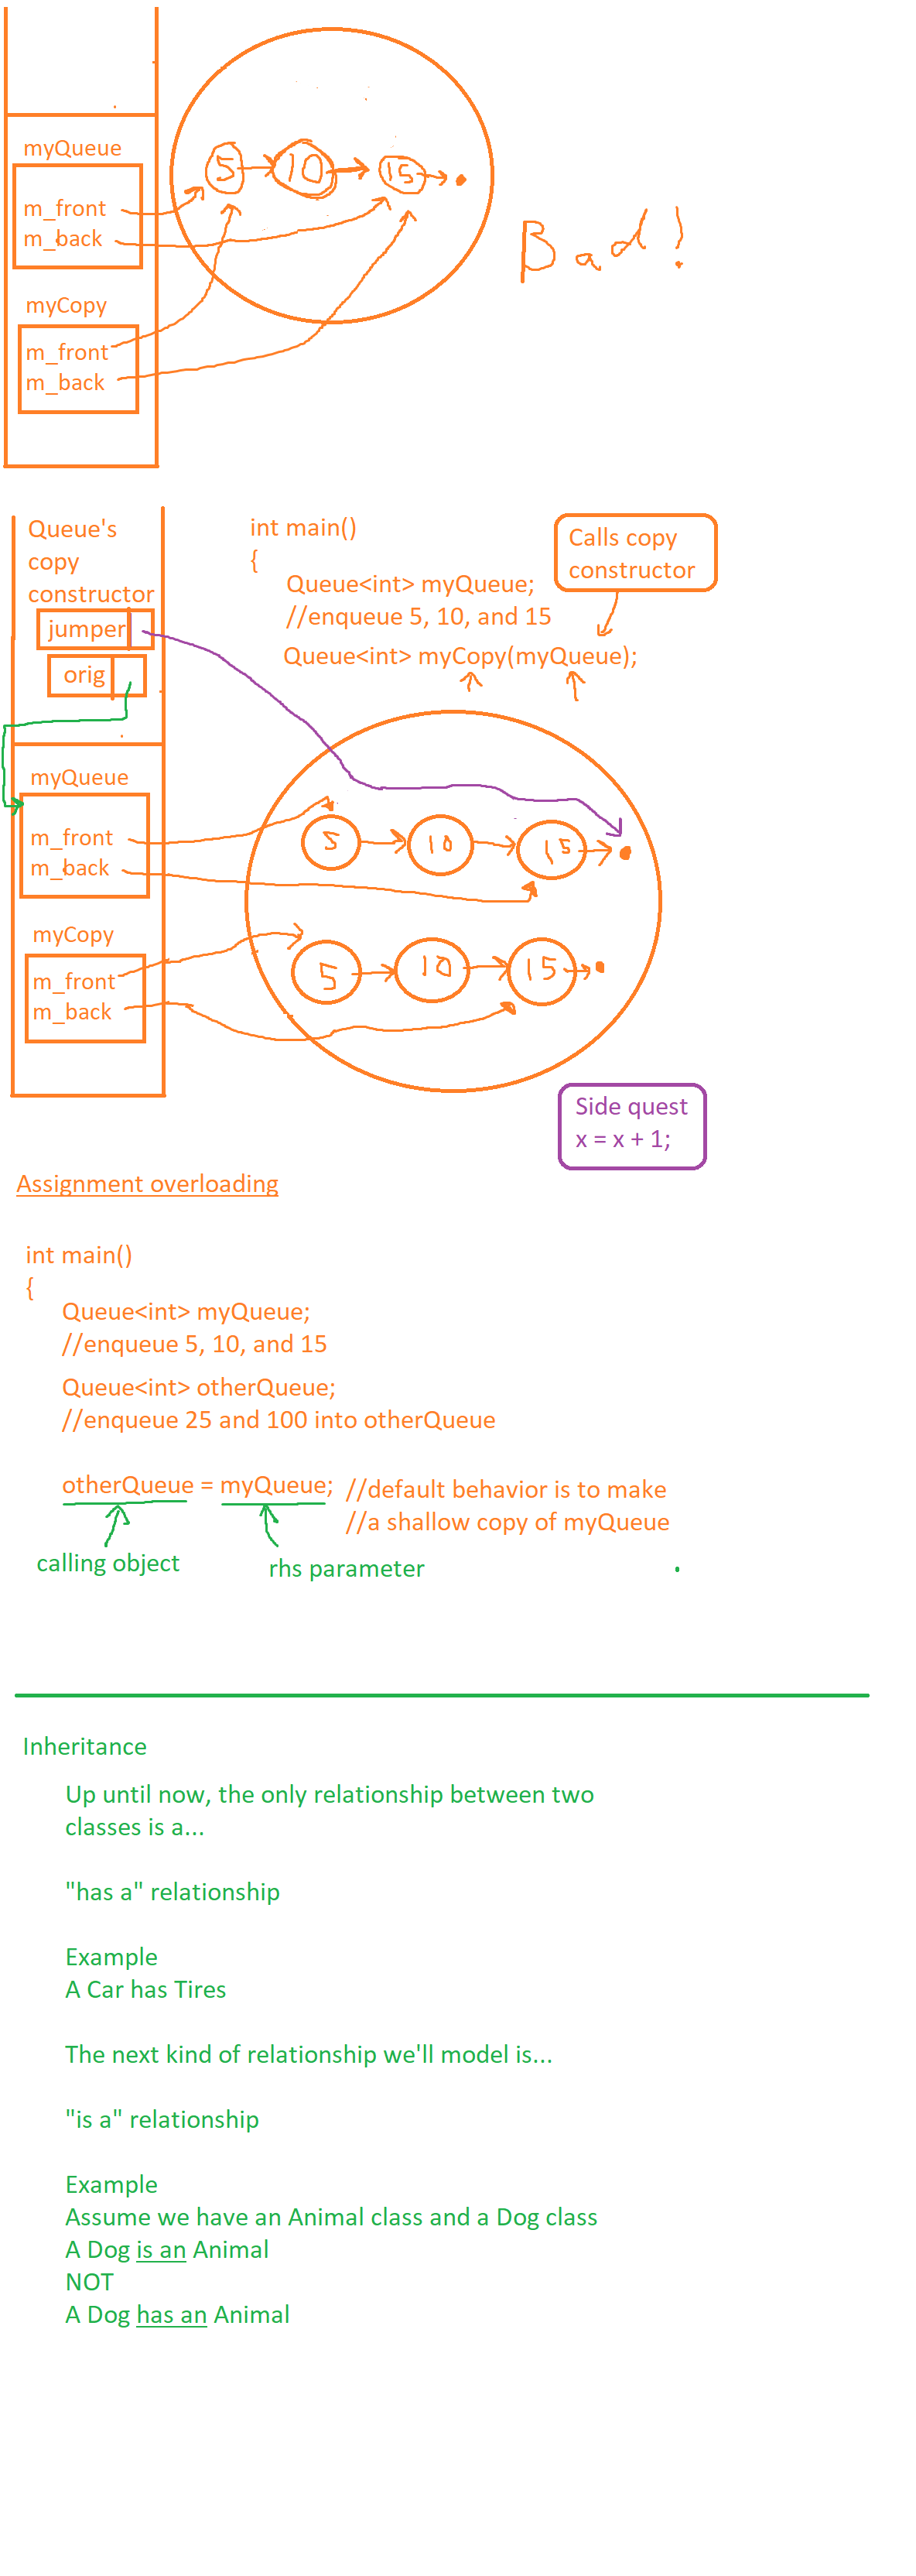 myQueue
m_front
m_back
5
10
15
Bad!
myCopy
m_front
m_back
Queue's
copy
constructor
jumper
orig
int main()
{
Queue<int> myQueue;
//enqueue 5, 10, and 15
Queue<int> myCopy(myQueue);
Calls copy
constructor
myQueue
m_front
m_back
5
10
15
myCopy
m_front
m_back
5
10
15
Side quest
x = x + 1;
Assignment overloading
int main()
{
Queue<int> myQueue;
//enqueue 5, 10, and 15
Queue<int> otherQueue;
//enqueue 25 and 100 into otherQueue
otherQueue = myQueue; //default behavior is to make
//a shallow copy of myQueue
calling object
rhs parameter
Inheritance
Up until now, the only relationship between two
classes is a...
"has a" relationship
Example
A Car has Tires
The next kind of relationship we'll model is...
"is a" relationship
Example
Assume we have an Animal class and a Dog class
A Dog is an Animal
NOT
A Dog has an Animal